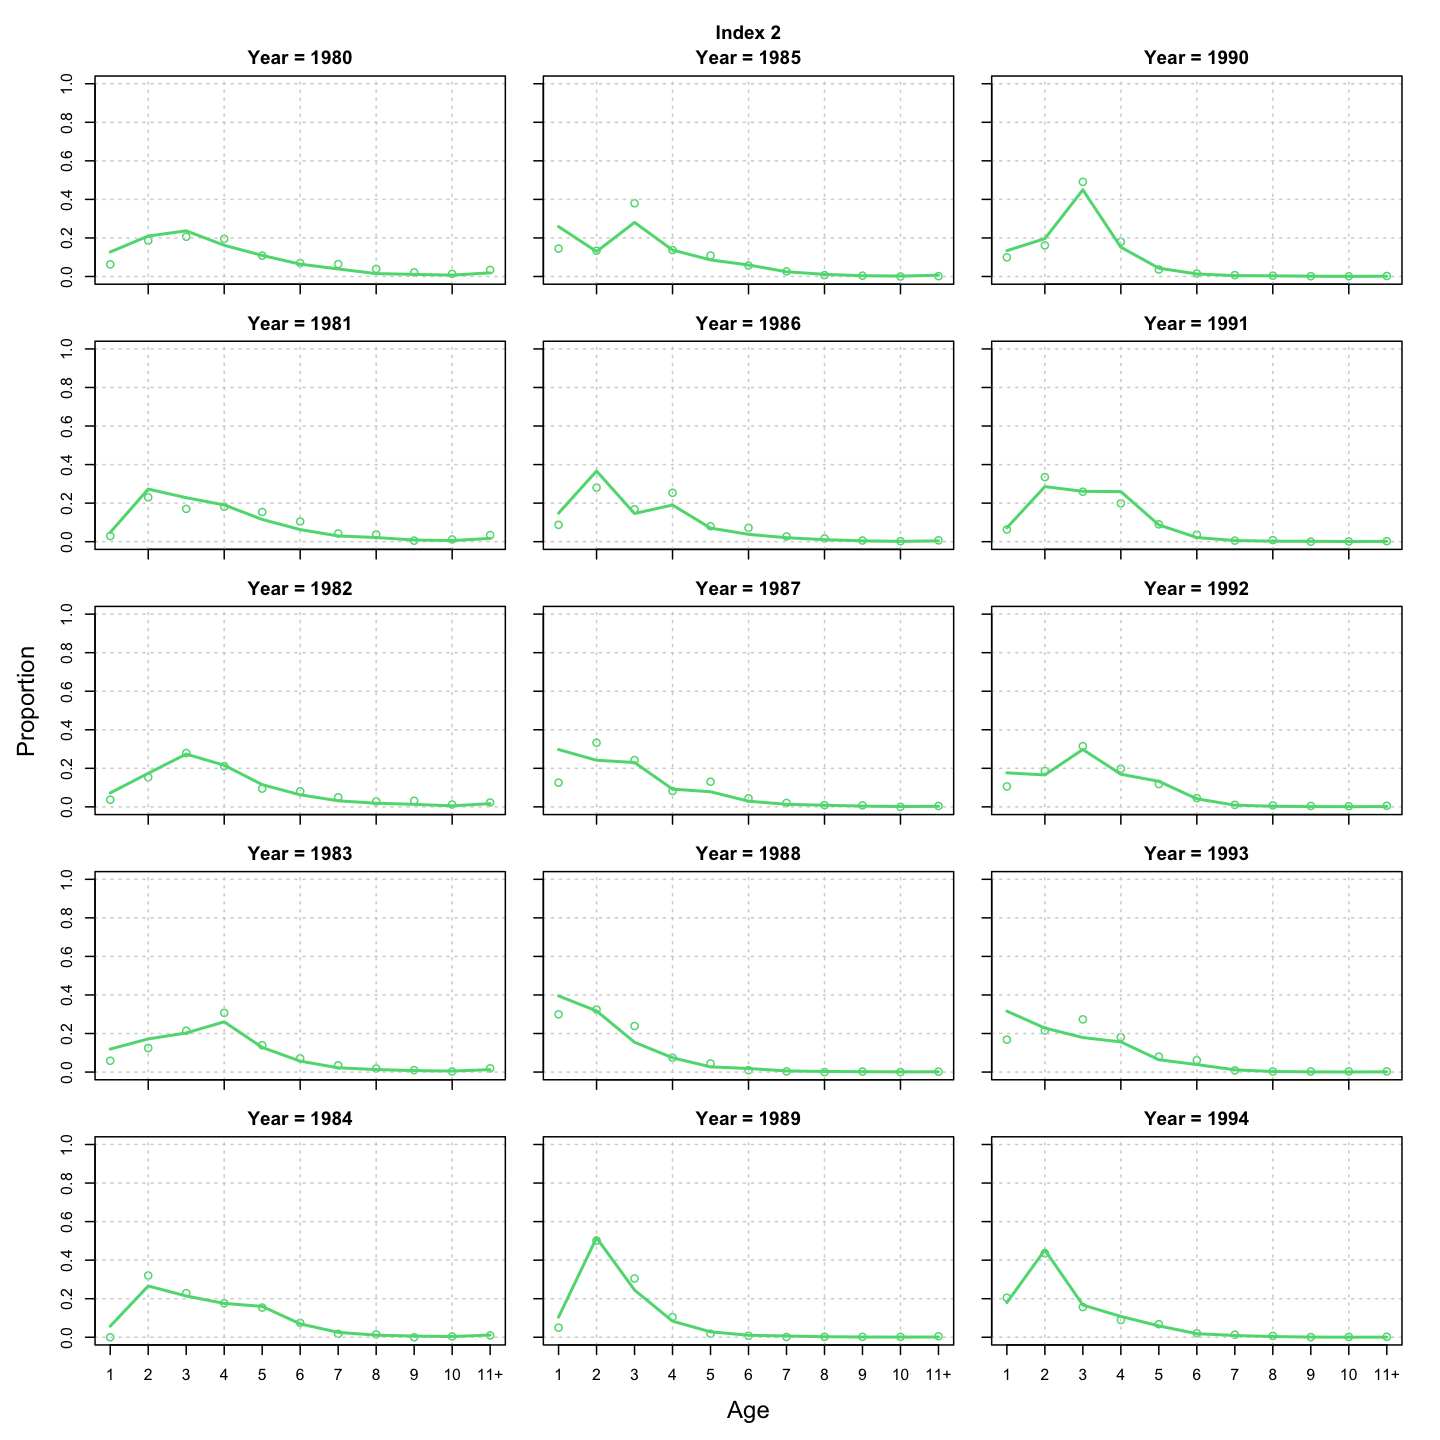 Index 2
Year = 1980 Year = 1985 Year = 1990
0.0 0.2 0.4 0.6 0.8 1.0
Year = 1981 Year = 1986 Year = 1991
0.0 0.2 0.4 0.6 0.8 1.0
Year = 1982 Year = 1987 Year = 1992
0.0 0.2 0.4 0.6 0.8 1.0
Proportion
Year = 1983 Year = 1988 Year = 1993
0.0 0.2 0.4 0.6 0.8 1.0
Year = 1984 Year = 1989 Year = 1994
0.0 0.2 0.4 0.6 0.8 1.0
1 2 3 4 5 6 7 8 9 10 11+ 1 2 3 4 5 6 7 8 9 10 11+ 1 2 3 4 5 6 7 8 9 10 11+
Age